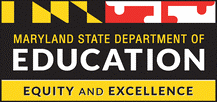 MARYLAND STATE DEPARTMENT OF
EDUCATION
EQUITY AND EXCELLENCE